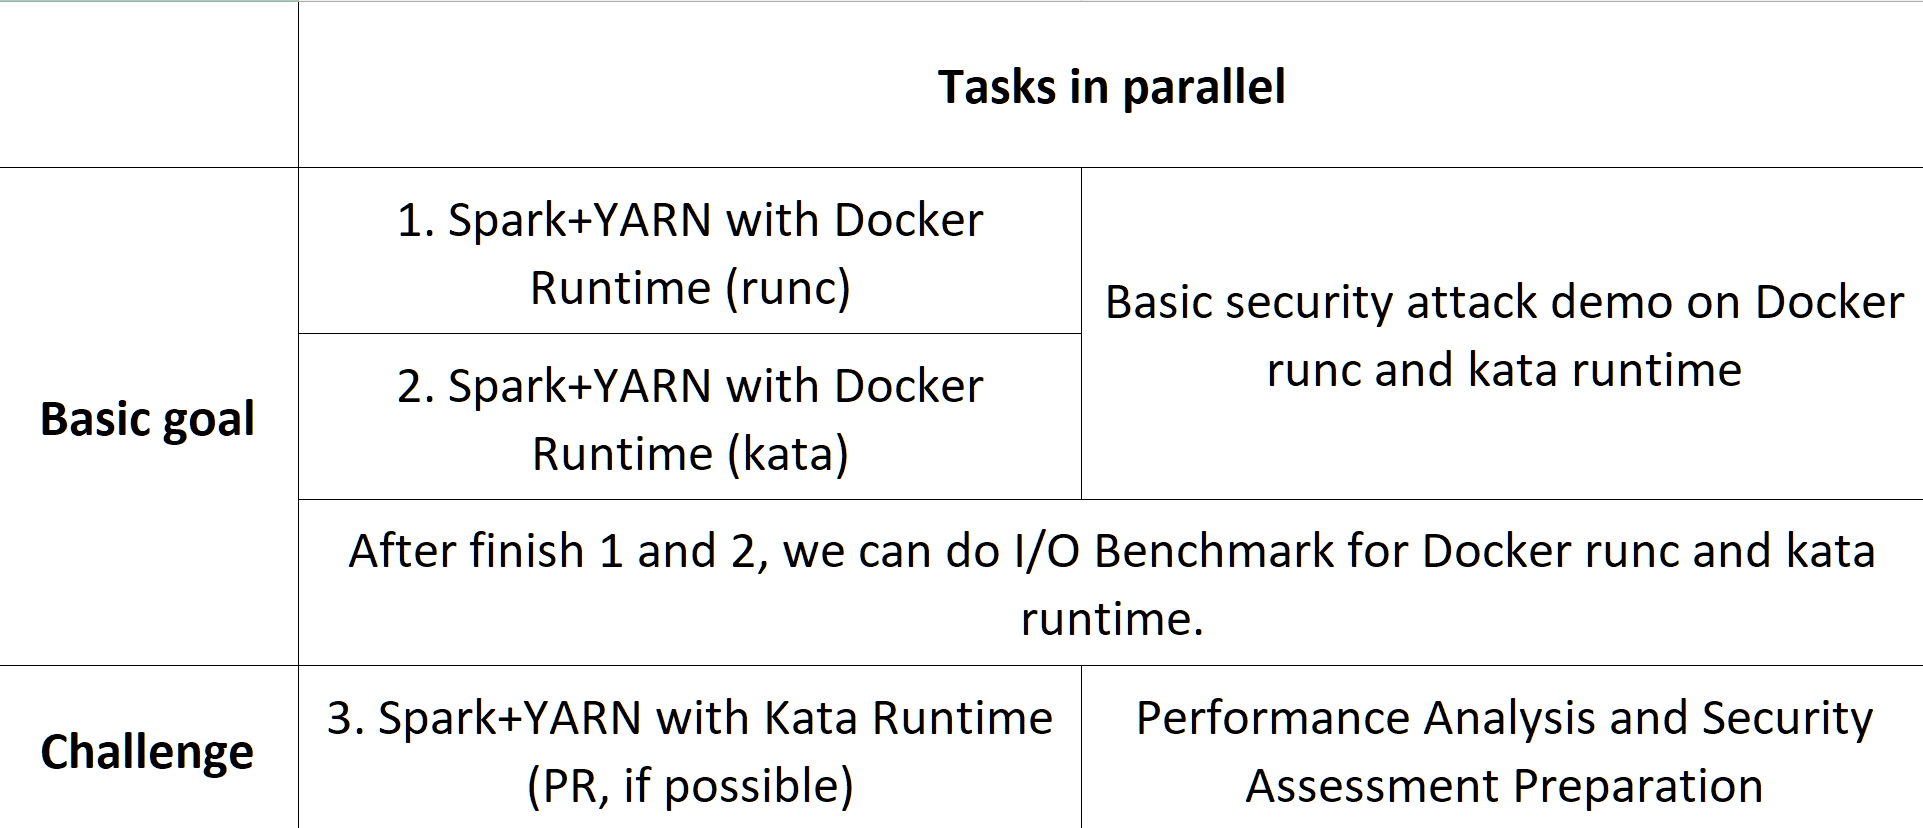 Tasks in parallel
Basic goal
1. Spark+YARN with Docker
Runtime (runc)
2. Spark+YARN with Docker
Runtime (kata)
Basic security attack demo on Docker
runc and kata runtime
After finish 1 and 2, we can do I/O Benchmark for Docker runc and kata
runtime.
Challenge
3. Spark+YARN with Kata Runtime
(PR, if possible)
Performance Analysis and Security
Assessment Preparation